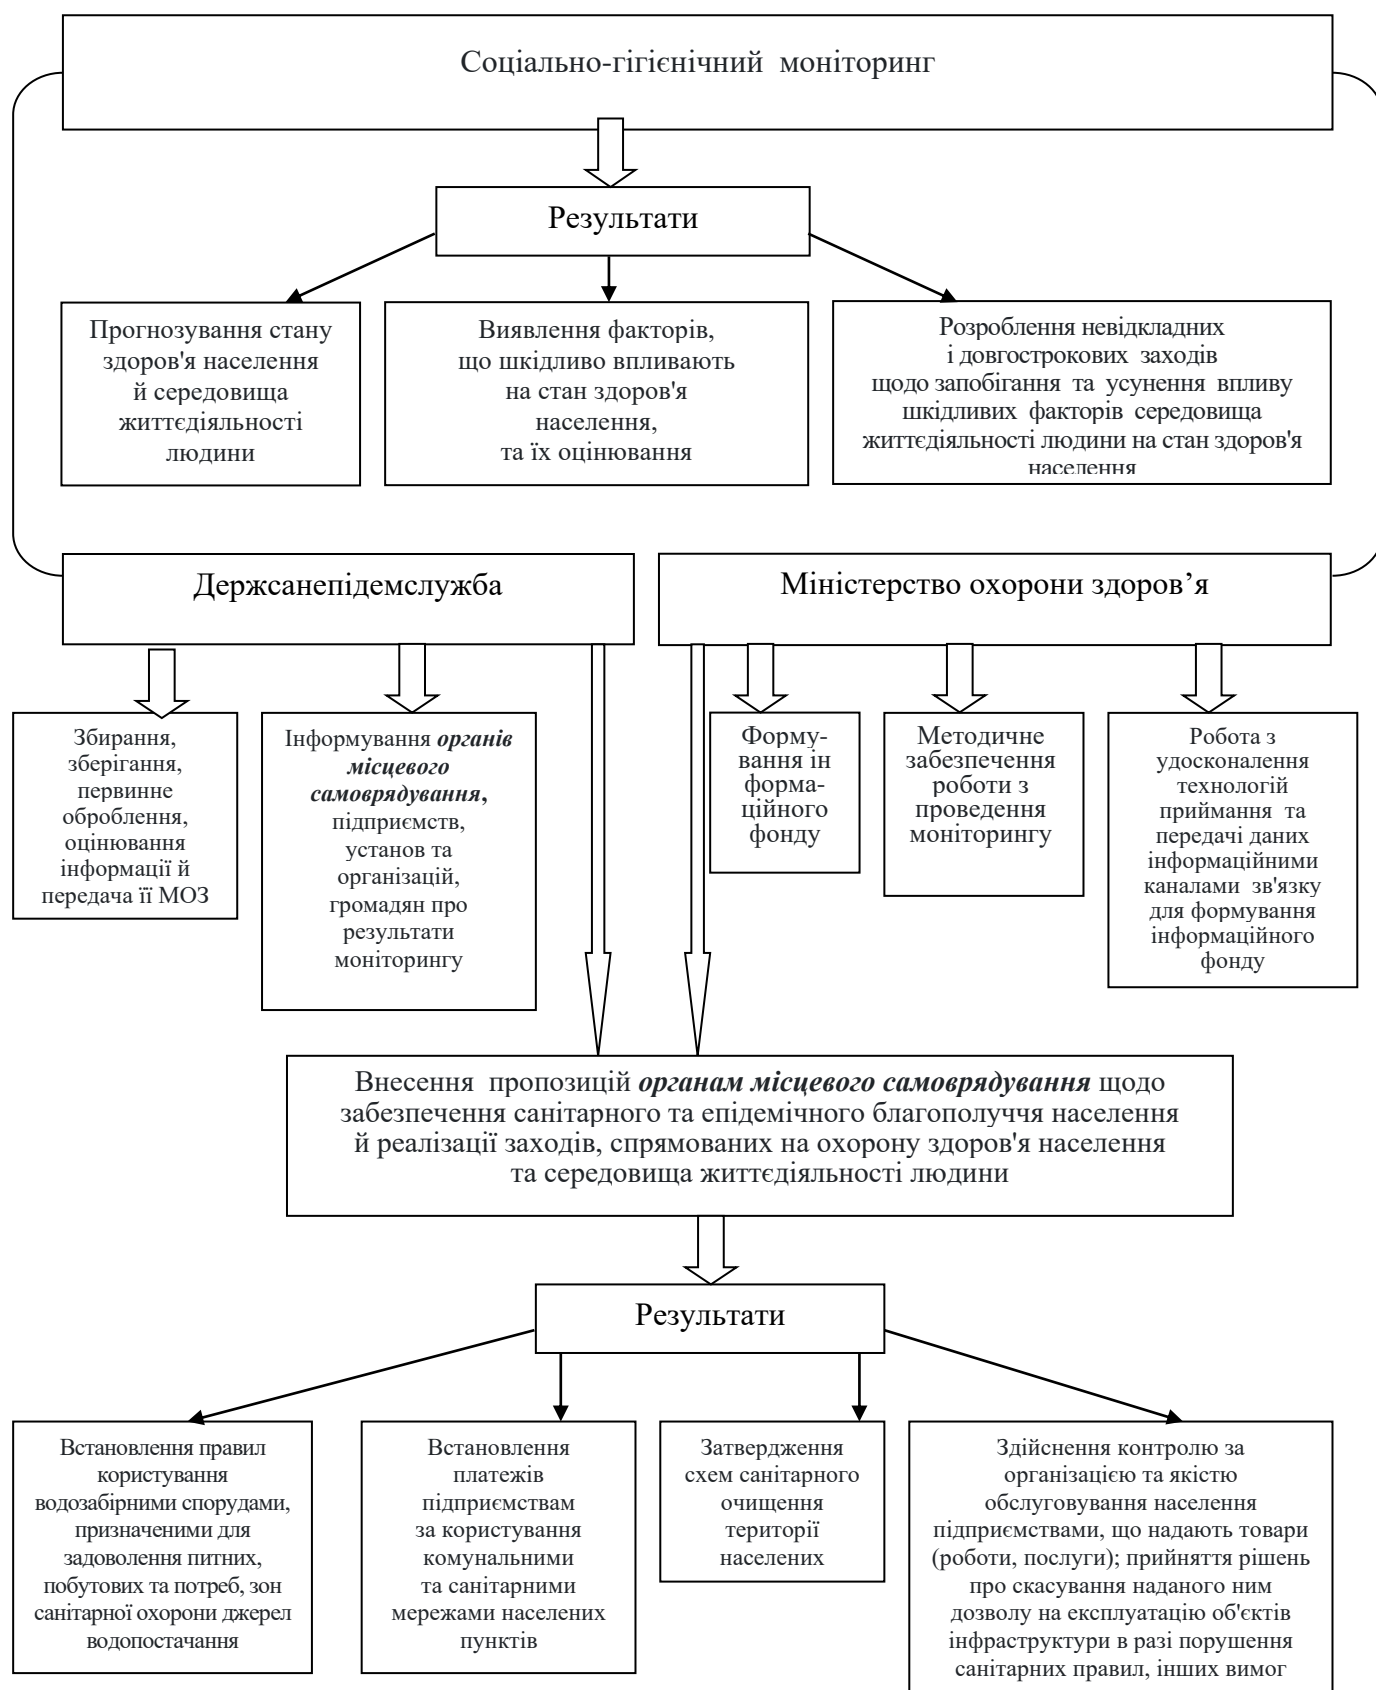 Соціально-гігієнічний моніторинг
Результати
Прогнозування стану
здоров'я населення
й середовища
життєдіяльності
людини
Виявлення факторів,
що шкідливо впливають
на стан здоров'я
населення,
та їх оцінювання
Розроблення невідкладних
і довгострокових заходів
щодо запобігання та усунення впливу
шкідливих факторів середовища
життєдіяльності людини на стан здоров'я
населення
Держсанепідемслужба
Міністерство охорони здоров’я
Збирання,
зберігання,
первинне
оброблення,
оцінювання
інформації й
передача її МОЗ
Інформування органів
місцевого
самоврядування,
підприємств,
установ та
організацій,
громадян про
результати
моніторингу
Форму-
вання ін
форма-
ційного
фонду
Методичне
забезпечення
роботи з
проведення
моніторингу
Робота з
удосконалення
технологій
приймання та
передачі даних
інформаційними
каналами зв'язку
для формування
інформаційного
фонду
Внесення пропозицій органам місцевого самоврядування щодо
забезпечення санітарного та епідемічного благополуччя населення
й реалізації заходів, спрямованих на охорону здоров'я населення
та середовища життєдіяльності людини
Результати
Встановлення правил
користування
водозабірними спорудами,
призначеними для
задоволення питних,
побутових та потреб, зон
санітарної охорони джерел
водопостачання
Встановлення
платежів
підприємствам
за користування
комунальними
та санітарними
мережами населених
пунктів
Затвердження
схем санітарного
очищення
території
населених
Здійснення контролю за
організацією та якістю
обслуговування населення
підприємствами, що надають товари
(роботи, послуги); прийняття рішень
про скасування наданого ним
дозволу на експлуатацію об'єктів
інфраструктури в разі порушення
санітарних правил, інших вимог